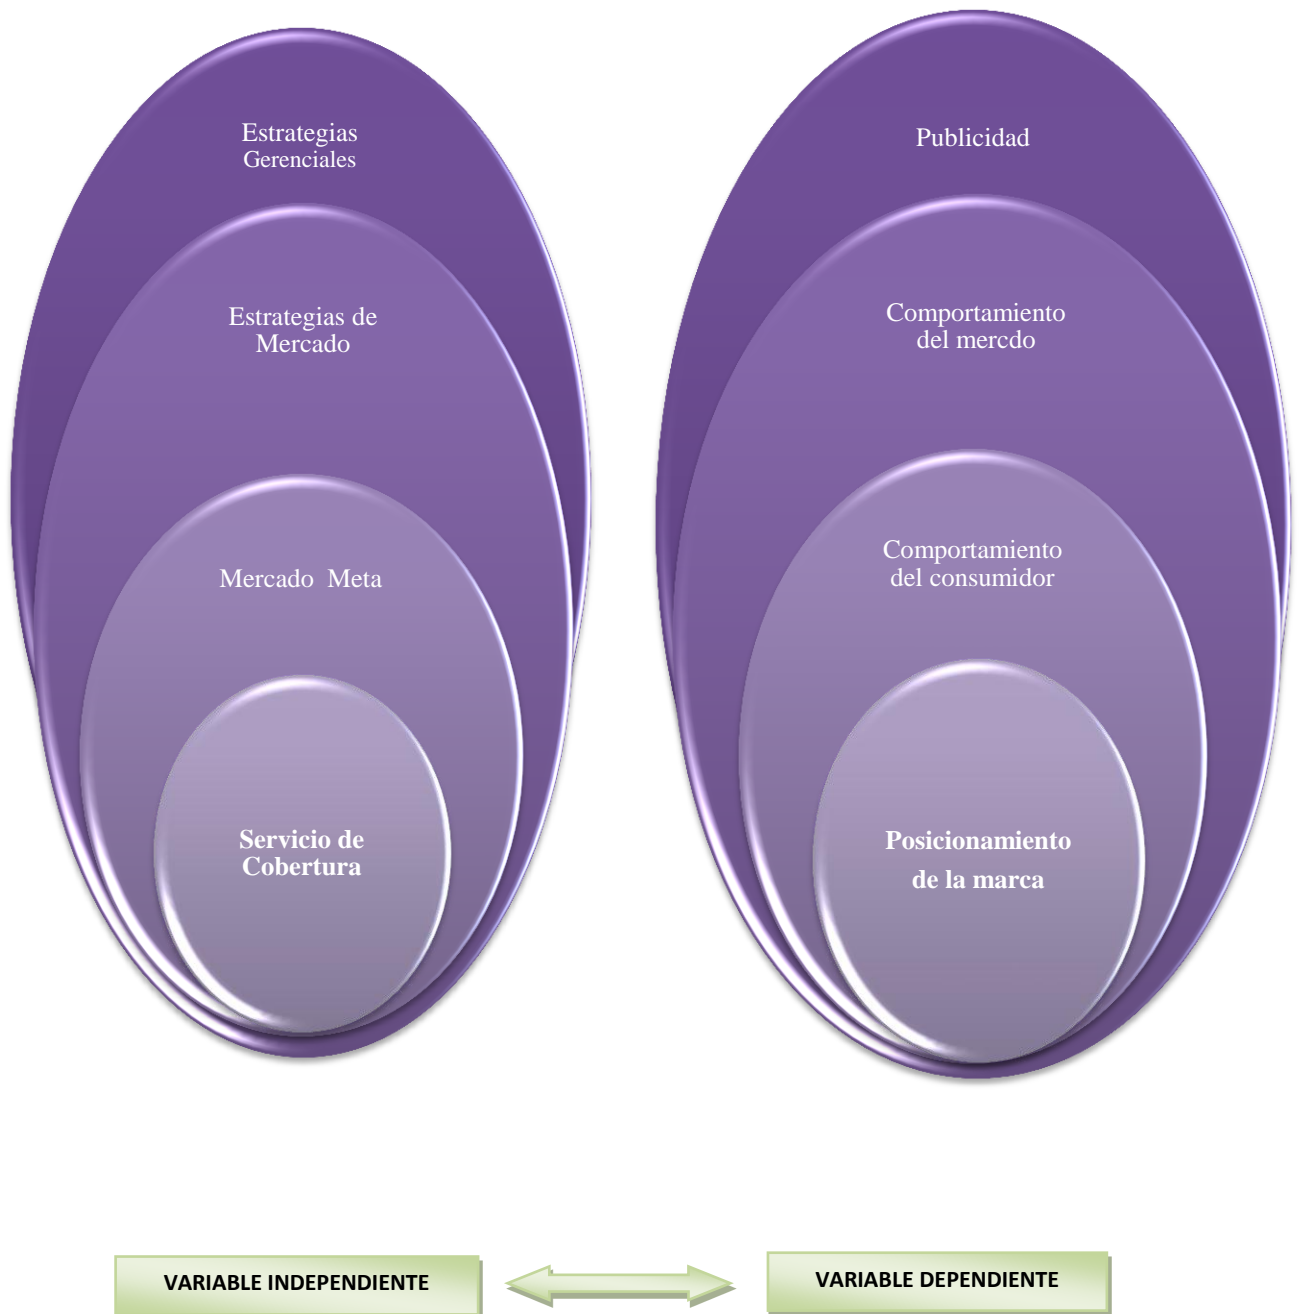 Estrategias
Gerenciales
Estrategias de
Mercado
Mercado  Meta
Servicio de
Cobertura
Publicidad
Comportamiento
del mercdo
Comportamiento
del consumidor
Posicionamiento
de la marca
VARIABLE INDEPENDIENTE
VARIABLE DEPENDIENTE